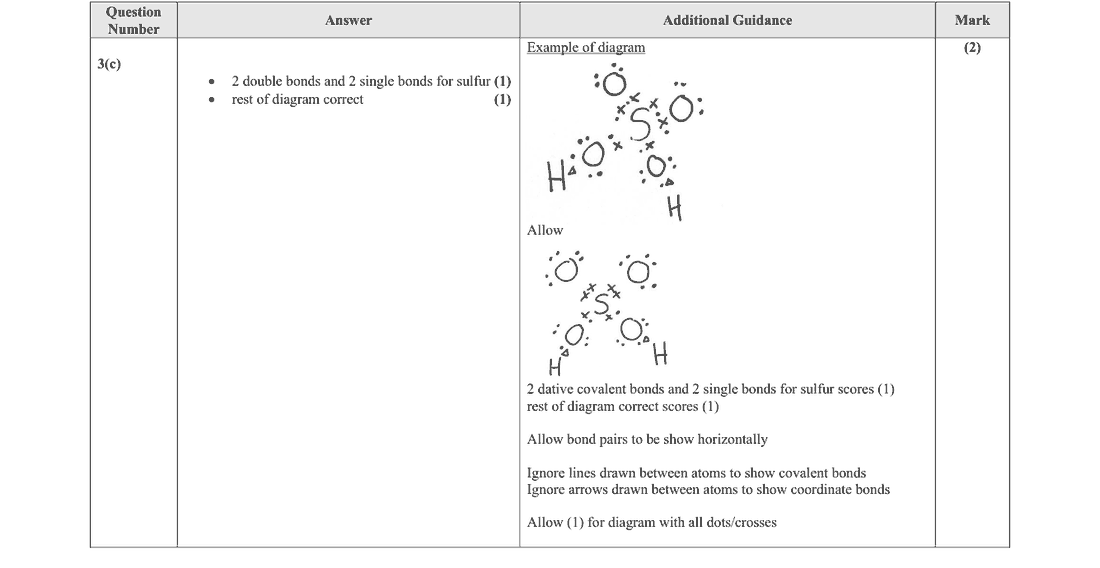 Question Number
Answer
Additional Guidance
Mark
3(c)
2 double bonds and 2 single bonds for sulfur (1)
rest of diagram correct (1)
Example of diagram
(2)
O
O
S
O
O
H
H
Allow
O
O
S
O
O
H
H
2 dative covalent bonds and 2 single bonds for sulfur scores (1)
rest of diagram correct scores (1)
Allow bond pairs to be show horizontally
Ignore lines drawn between atoms to show covalent bonds
Ignore arrows drawn between atoms to show coordinate bonds
Allow (1) for diagram with all dots/crosses